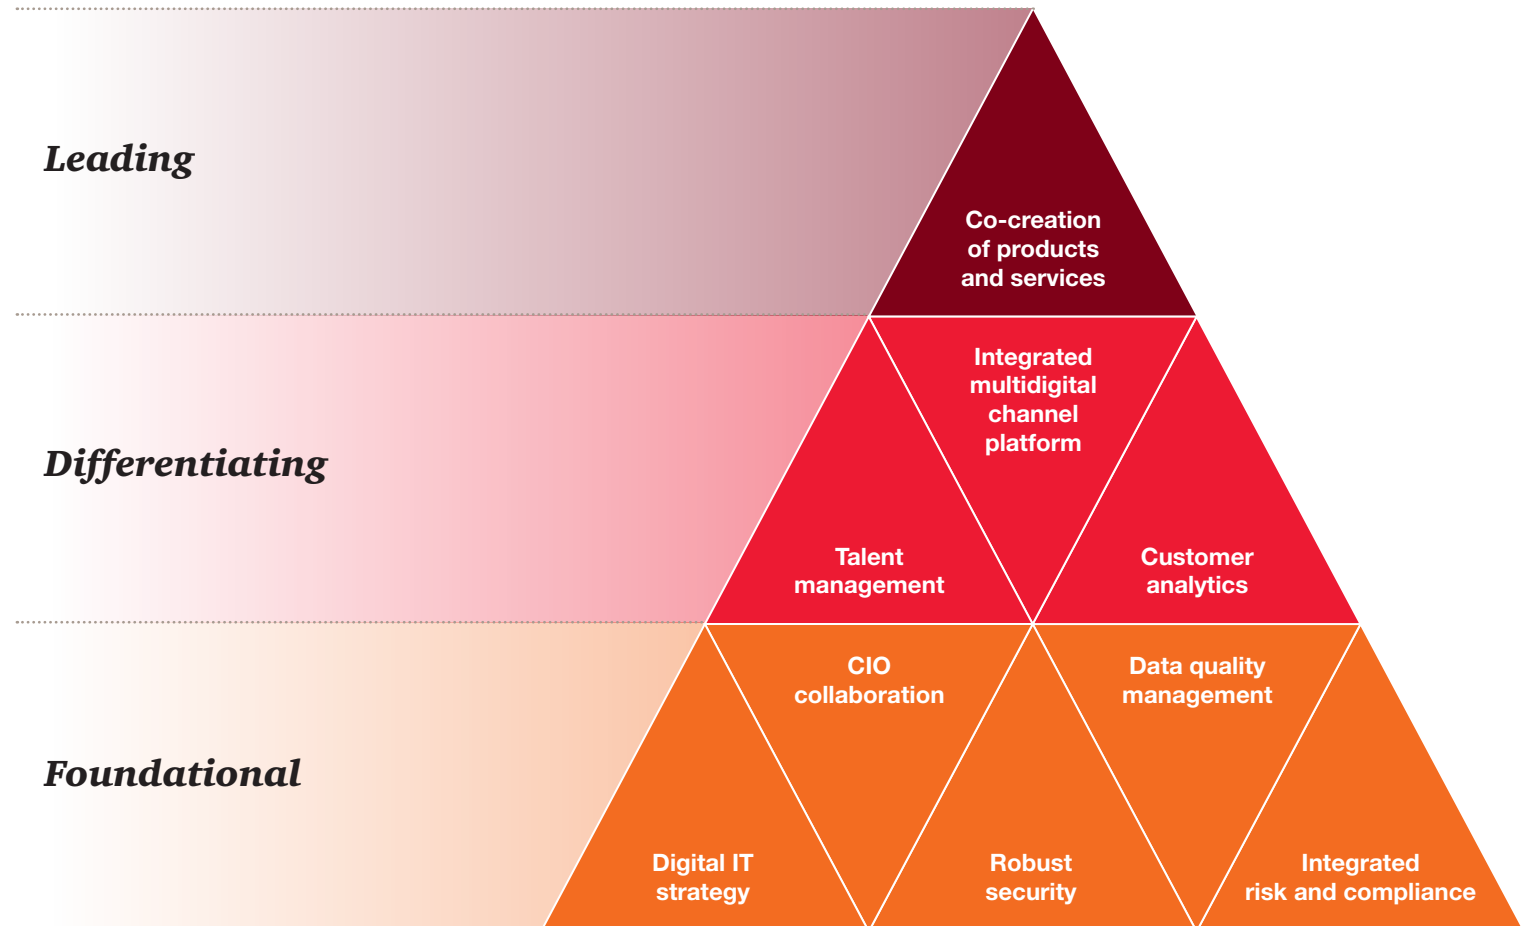 Leading
Co-creation
of products
and services
Differentiating
Integrated
multidigital
channel
platform
Talent
management
Customer
analytics
Foundational
CIO
collaboration
Data quality
management
Digital IT
strategy
Robust
security
Integrated
risk and compliance